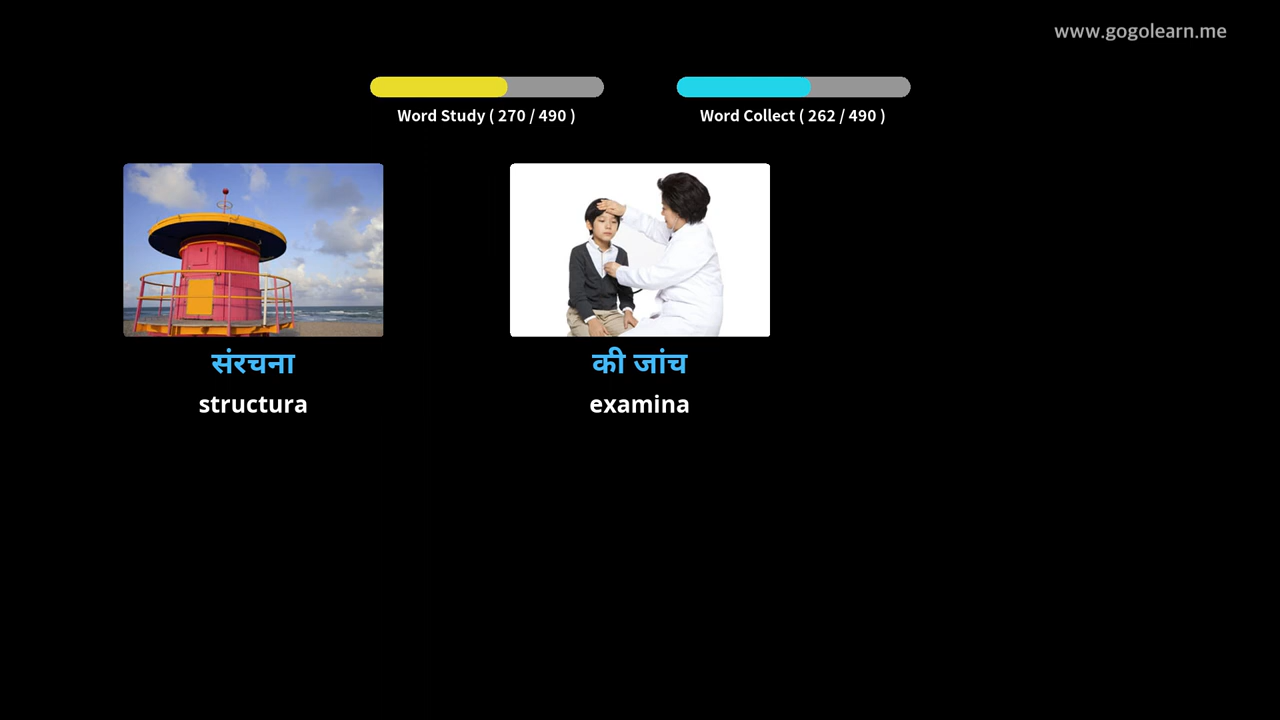 www.gogolearn.me
Word Study ( 270 / 490 )
Word Collect ( 262 / 490 )
संरचना
structura
की जांच
examina